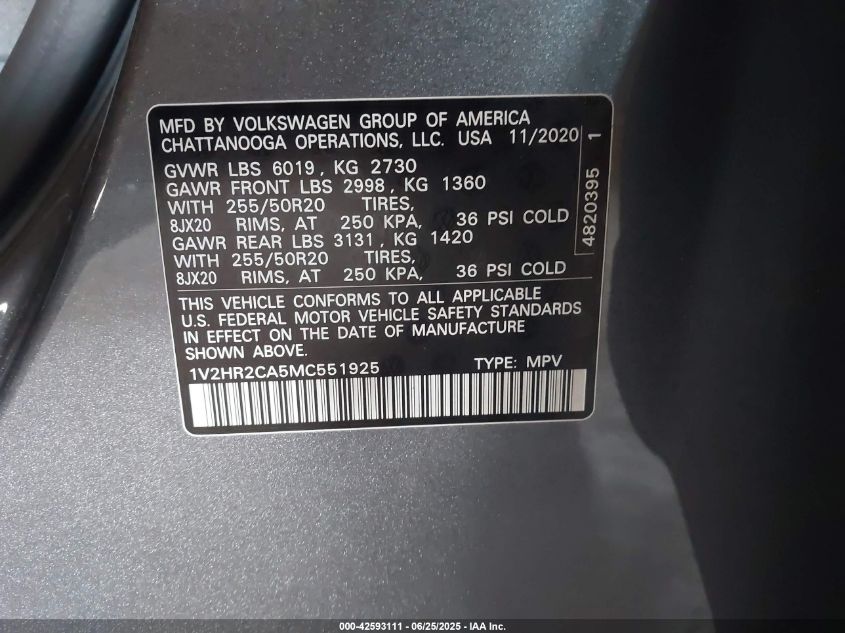 MFD BY VOLKSWAGEN GROUP OF AMERICA
CHATTANOOGA OPERATIONS, LLC. USA 11/2020
GVWR LBS 6019, KG 2730
GAWR FRONT LBS 2998, KG 1360
WITH 255/50R20 TIRES,
8JX20 RIMS, AT 250 KPA, 36 PSI COLD
GAWR REAR LBS 3131, KG 1420
WITH 255/50R20 TIRES,
8JX20 RIMS, AT 250 KPA, 36 PSI COLD
4820395 1
THIS VEHICLE CONFORMS TO ALL APPLICABLE
U.S. FEDERAL MOTOR VEHICLE SAFETY STANDARDS
IN EFFECT ON THE DATE OF MANUFACTURE
SHOWN ABOVE
1V2HR2CA5MC551925 TYPE: MPV
000-42593111 - 06/25/2025 - IAA Inc.